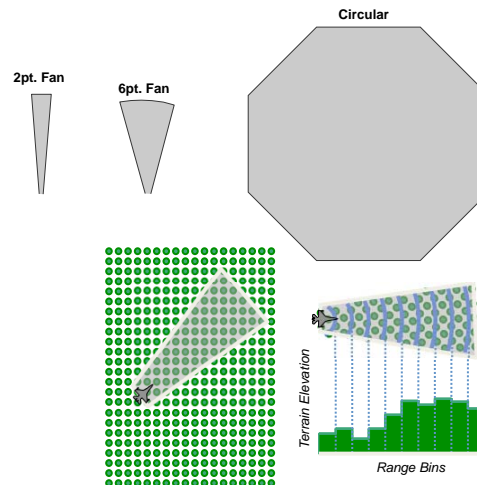 Circular
2pt. Fan
6pt. Fan
Terrain Elevation
Range Bins